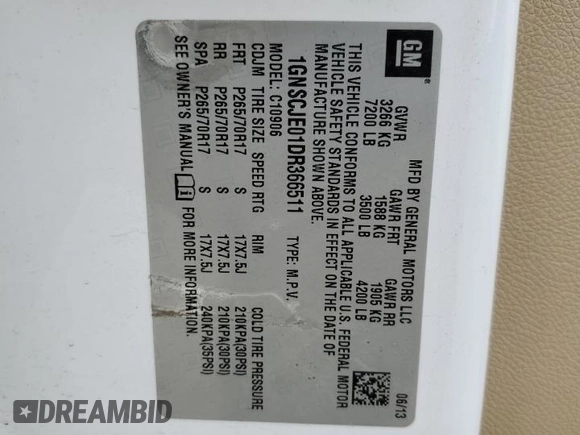 GM
MFD BY GENERAL MOTORS LLC
06/13
GVWR
GAWR FRT
GAWR RR
3266 KG
1588 KG
1906 KG
7200 LB
3500 LB
4200 LB
THIS VEHICLE CONFORMS TO ALL APPLICABLE U.S. FEDERAL MOTOR
VEHICLE SAFETY STANDARDS IN EFFECT ON THE DATE OF
MANUFACTURE SHOWN ABOVE.
1GNSCJE01DR366511
TYPE: M.P.V.
MODEL: C10906
CDJM TIRE SIZE SPEED RTG RIM COLD TIRE PRESSURE
FRT P265/70R17 S 17X7.5J 210KPA(30PSI)
RR P265/70R17 S 17X7.5J 210KPA(30PSI)
SPA P265/70R17 S 17X7.5J 240KPA(35PSI)
SEE OWNER'S MANUAL i FOR MORE INFORMATION.
$DREAMBID